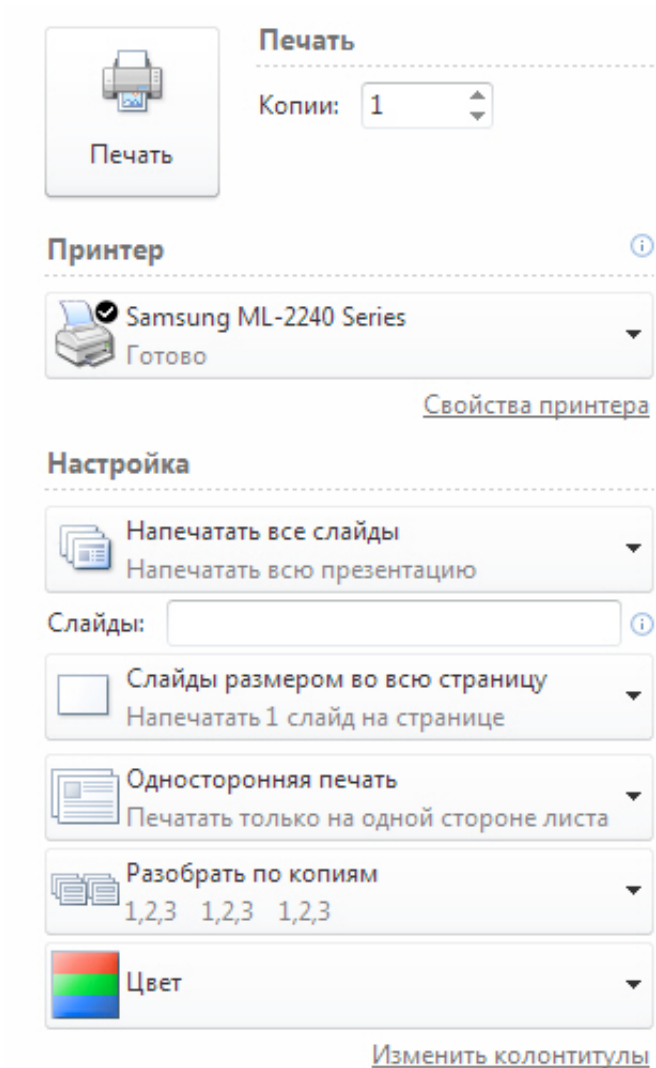 Печать
Копии: 1
Печать
Принтер
Samsung ML-2240 Series
Готово
Свойства принтера
Настройка
Напечатать все слайды
Напечатать всю презентацию
Слайды:
Слайды размером во всю страницу
Напечатать 1 слайд на странице
Односторонняя печать
Печатать только на одной стороне листа
Разобрать по копиям
1,2,3 1,2,3 1,2,3
Цвет
Изменить колонтитулы